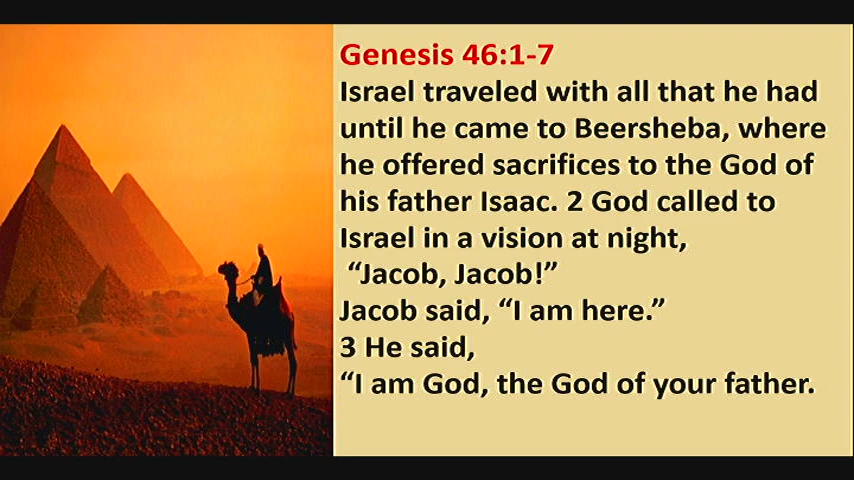 Genesis 46:1-7
Israel traveled with all that he had
until he came to Beersheba, where
he offered sacrifices to the God of
his father Isaac. 2 God called to
Israel in a vision at night,
“Jacob, Jacob!”
Jacob said, “I am here.”
3 He said,
“I am God, the God of your father.